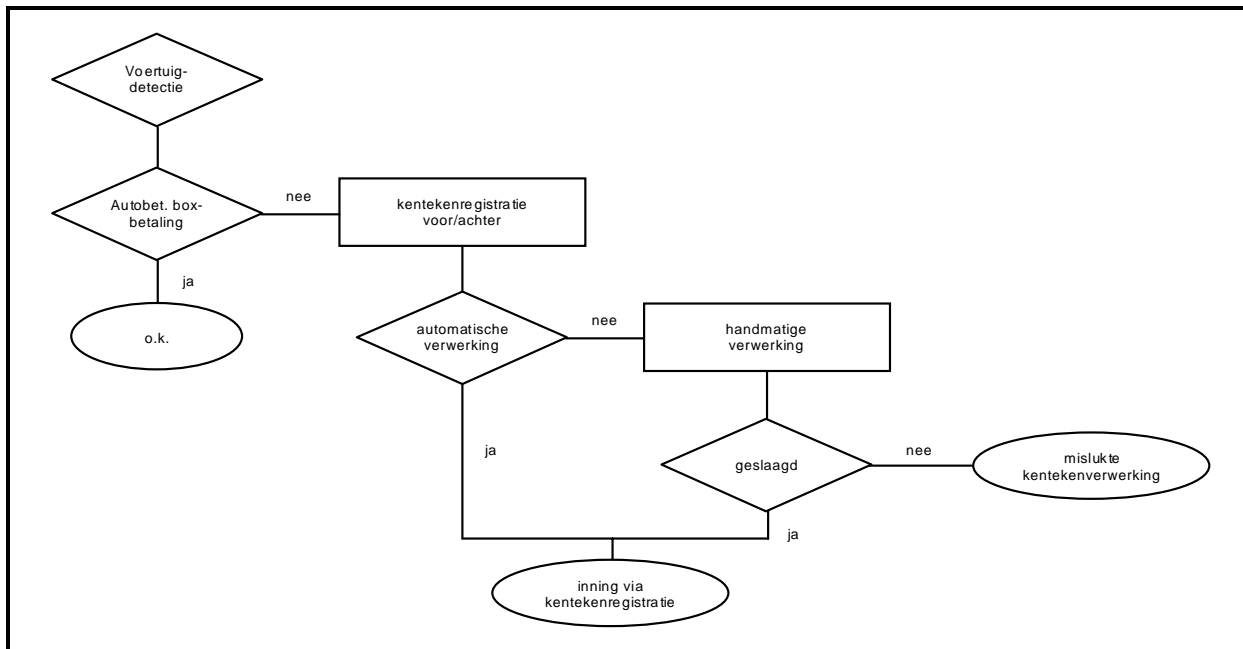 Voertuig-
detectie
Autobet. box-
betaling
nee
kentekenregistratie
voor/achter
ja
o.k.
automatische
verwerking
nee
handmatige
verwerking
ja
geslaagd
nee
mislukte
kentekenverwerking
ja
inning via
kentekenregistratie